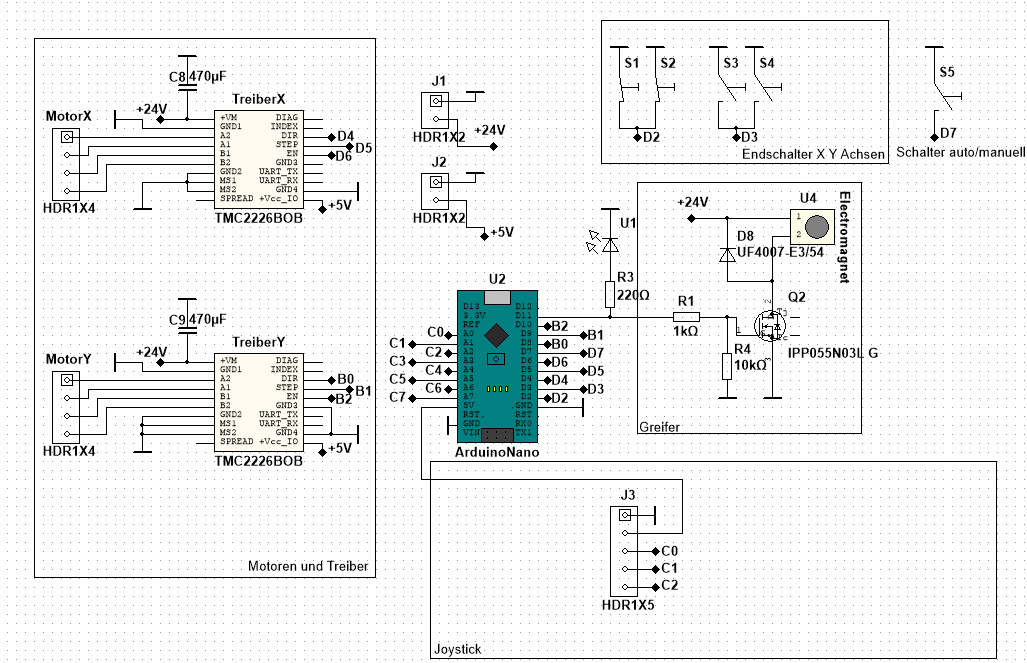 C8 470µF
+24V
TreiberX
MotorX
+VM
GND1
A2
A1
B1
B2
GND2
MS1
MS2
SPREAD
DIAG
INDEX
DIR
STEP
EN
GND3
UART_TX
UART_RX
GND4
+Vcc_IO
D4
D5
D6
+5V
HDR1X4
TMC2226BOB
C9 470µF
+24V
TreiberY
MotorY
+VM
GND1
A2
A1
B1
B2
GND2
MS1
MS2
SPREAD
DIAG
INDEX
DIR
STEP
EN
GND3
UART_TX
UART_RX
GND4
+Vcc_IO
B0
B1
B2
+5V
HDR1X4
TMC2226BOB
Motoren und Treiber
J1
HDR1X2
+24V
J2
HDR1X2
+5V
S1
S2
S3
S4
D2
D3
Endschalter X Y Achsen
S5
D7
Schalter auto/manuell
U1
R3
220Ω
U2
D13
3.3V
REF
A0
A1
A2
A3
A4
A5
A6
A7
5V
RST.
GND
VIN
D12
D11
D10
D9
D8
D7
D6
D5
D4
D3
D2
GND
RST
RX0
TX1
C0
C1
C2
C3
C4
C5
C6
C7
B2
B1
B0
D7
D6
D5
D4
D3
D2
ArduinoNano
+24V
U4
1
2
Electromagnet
D8
UF4007-E3/54
R1
1kΩ
Q2
2
1
3
Tj
Tc
IPP055N03L G
R4
10kΩ
Greifer
J3
C0
C1
C2
HDR1X5
Joystick